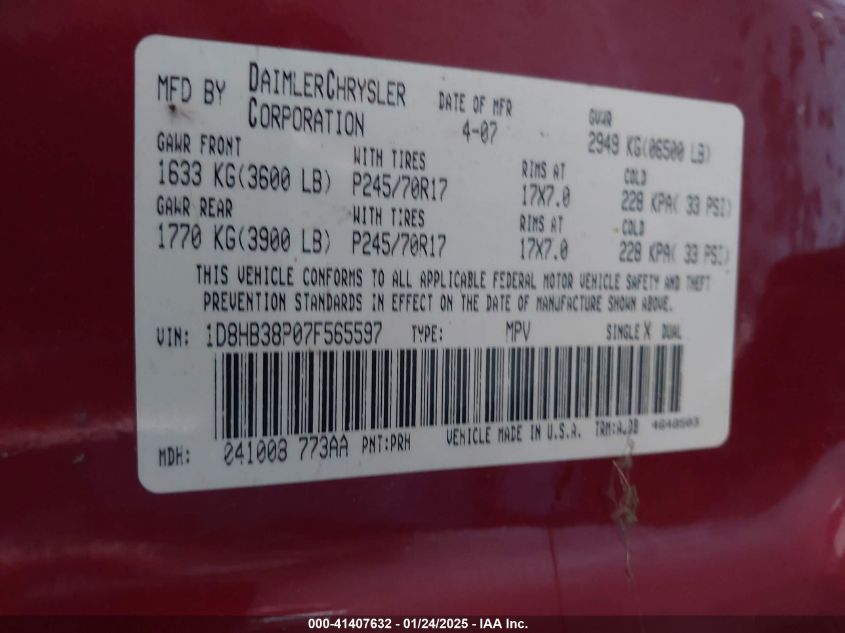 MFD BY DAIMLERCHRYSLER CORPORATION DATE OF MFR 4-07 GVWR 2949 KG(06500 LB)
GAWR FRONT WITH TIRES RIMS AT COLD
1633 KG(3600 LB) P245/70R17 17X7.0 228 KPA( 33 PSI)
GAWR REAR WITH TIRES RIMS AT COLD
1770 KG(3900 LB) P245/70R17 17X7.0 228 KPA( 33 PSI)
THIS VEHICLE CONFORMS TO ALL APPLICABLE FEDERAL MOTOR VEHICLE SAFETY AND THEFT
PREVENTION STANDARDS IN EFFECT ON THE DATE OF MANUFACTURE SHOWN ABOVE.
VIN: 1D8HB38P07F565597 TYPE: MPV SINGLE X DUAL
MDH: 041008 773AA PNT:PRH VEHICLE MADE IN U.S.A. 4648503
000-41407632 - 01/24/2025 - IAA Inc.